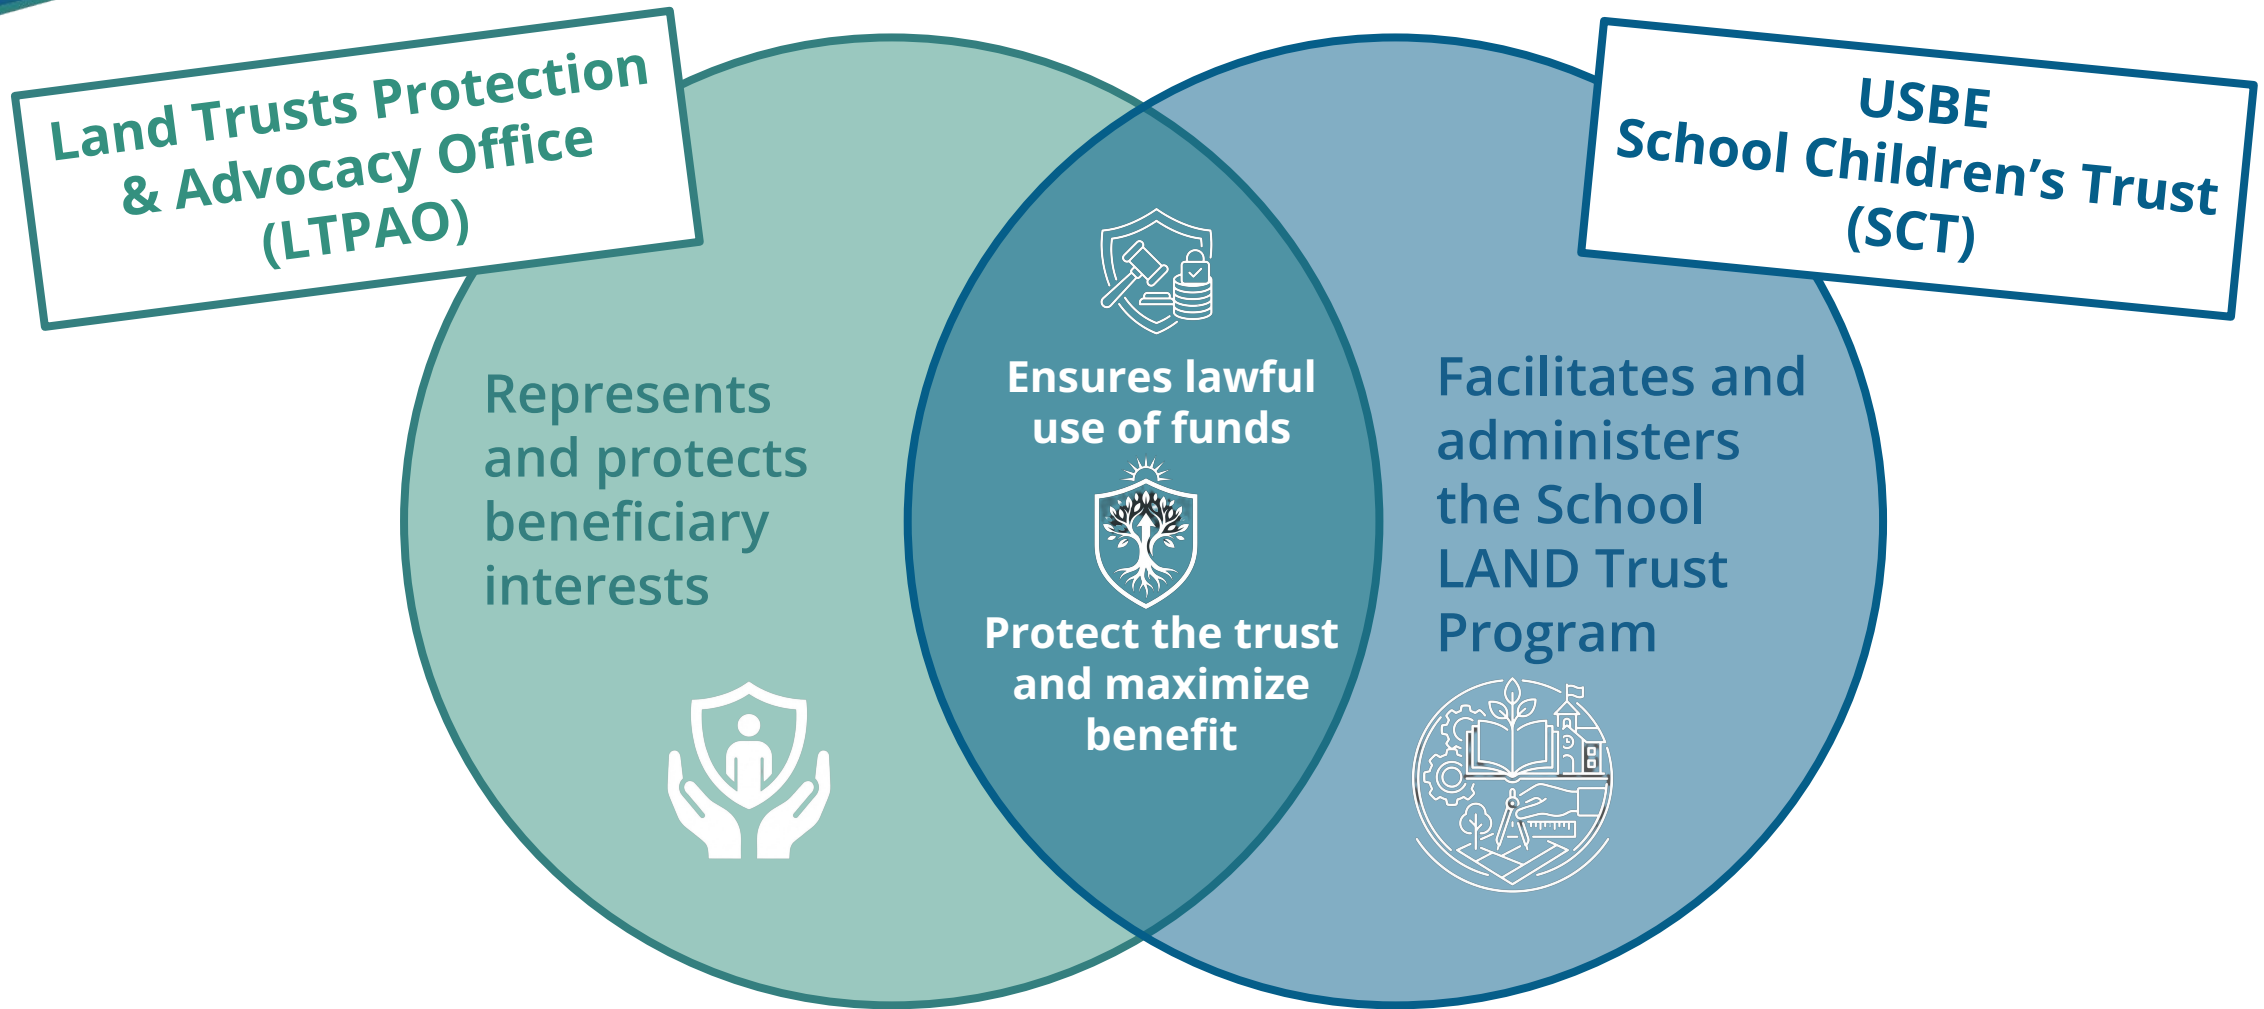 Land Trusts Protection
& Advocacy Office
(LTPAO)
USBE
School Children’s Trust
(SCT)
Represents
and protects
beneficiary
interests
Ensures lawful
use of funds
Protect the trust
and maximize
benefit
Facilitates and
administers
the School
LAND Trust
Program